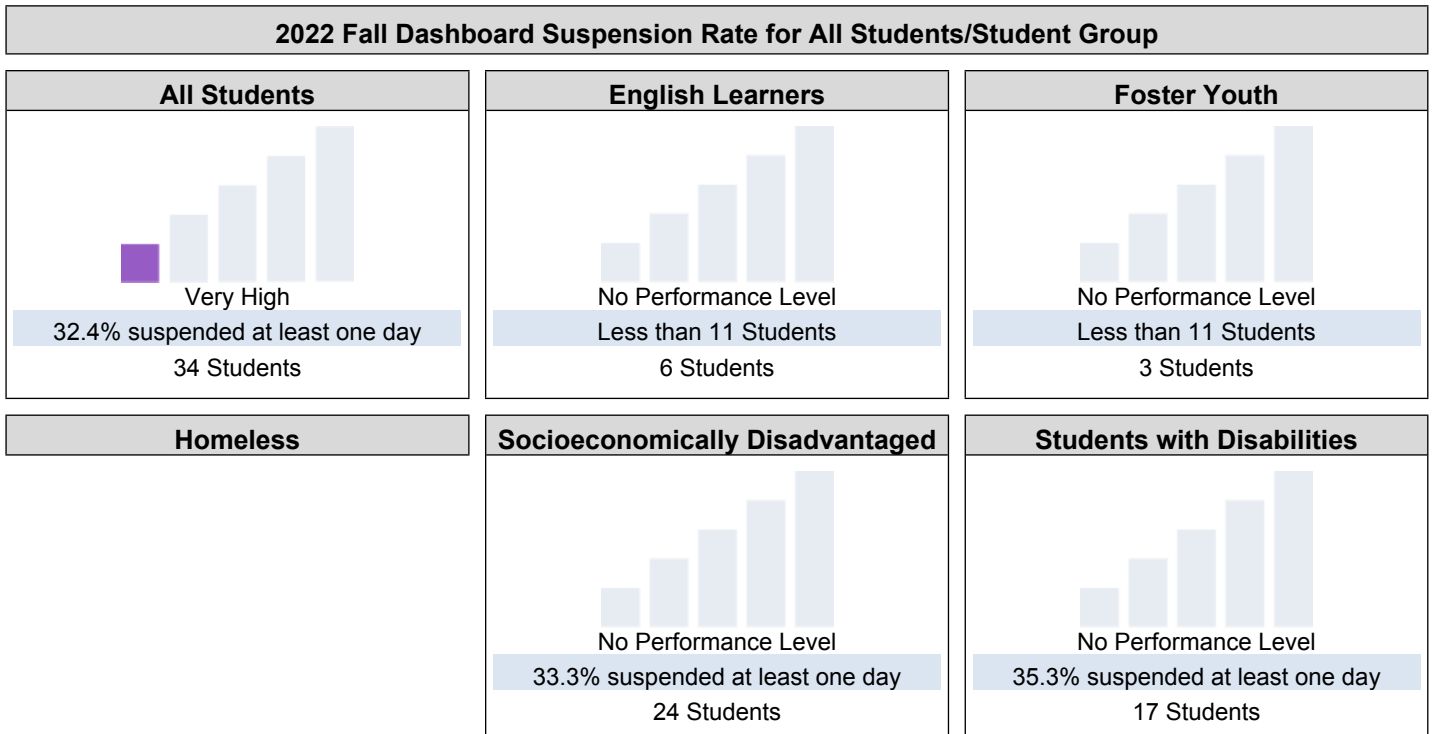 2022 Fall Dashboard Suspension Rate for All Students/Student Group
All Students
Very High
32.4% suspended at least one day
34 Students
English Learners
No Performance Level
Less than 11 Students
6 Students
Foster Youth
No Performance Level
Less than 11 Students
3 Students
Homeless
Socioeconomically Disadvantaged
No Performance Level
33.3% suspended at least one day
24 Students
Students with Disabilities
No Performance Level
35.3% suspended at least one day
17 Students